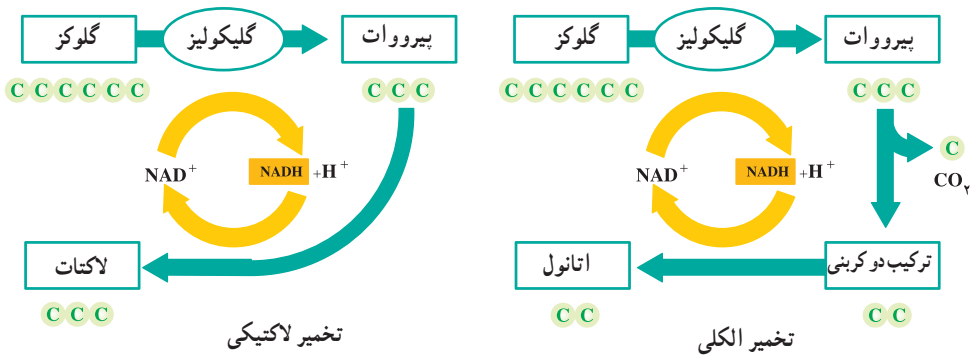 گلوکز گلیکولیز پیرووات
C C C C C C C C C
NAD+ NADH +H+
لاکتات
C C C
تخمیر لاکتیکی
گلوکز گلیکولیز پیرووات
C C C C C C C C C
C
CO۲
NAD+ NADH +H+
اتانول ترکیب دو کربنی
C C C C
تخمیر الکلی